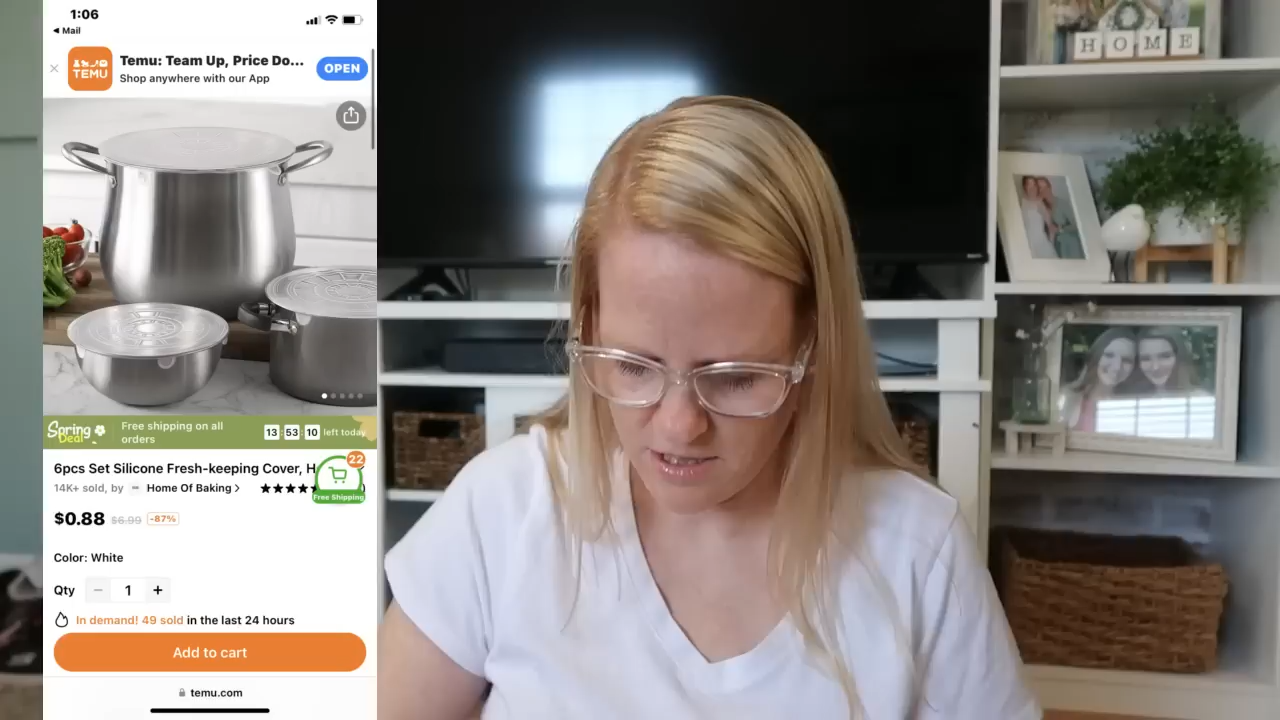 1:06
Mail
TEMU
Temu: Team Up, Price Do...
Shop anywhere with our App
OPEN
Spring Deal
Free shipping on all
orders
13 53 10 left today
6pcs Set Silicone Fresh-keeping Cover, H
22
14K+ sold, by Home Of Baking >
Free Shipping
$0.88 $6.99 -87%
Color: White
Qty − 1 +
In demand! 49 sold in the last 24 hours
Add to cart
temu.com
HOME